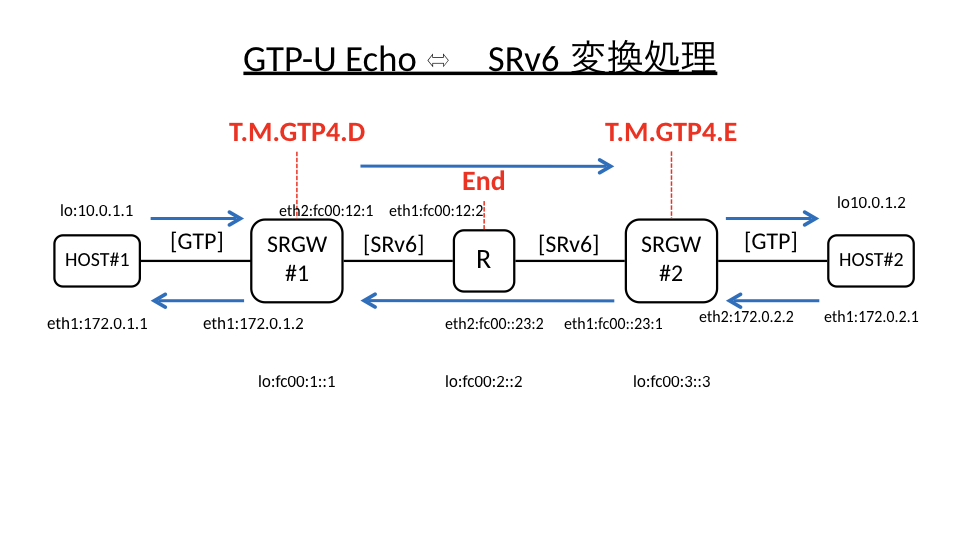 GTP-U Echo ⬄ SRv6 変換処理
T.M.GTP4.D
T.M.GTP4.E
End
lo:10.0.1.1
eth2:fc00:12:1
eth1:fc00:12:2
lo10.0.1.2
HOST#1
[GTP]
SRGW
#1
[SRv6]
R
[SRv6]
SRGW
#2
[GTP]
HOST#2
eth1:172.0.1.1
eth1:172.0.1.2
eth2:fc00::23:2
eth1:fc00::23:1
eth2:172.0.2.2
eth1:172.0.2.1
lo:fc00:1::1
lo:fc00:2::2
lo:fc00:3::3